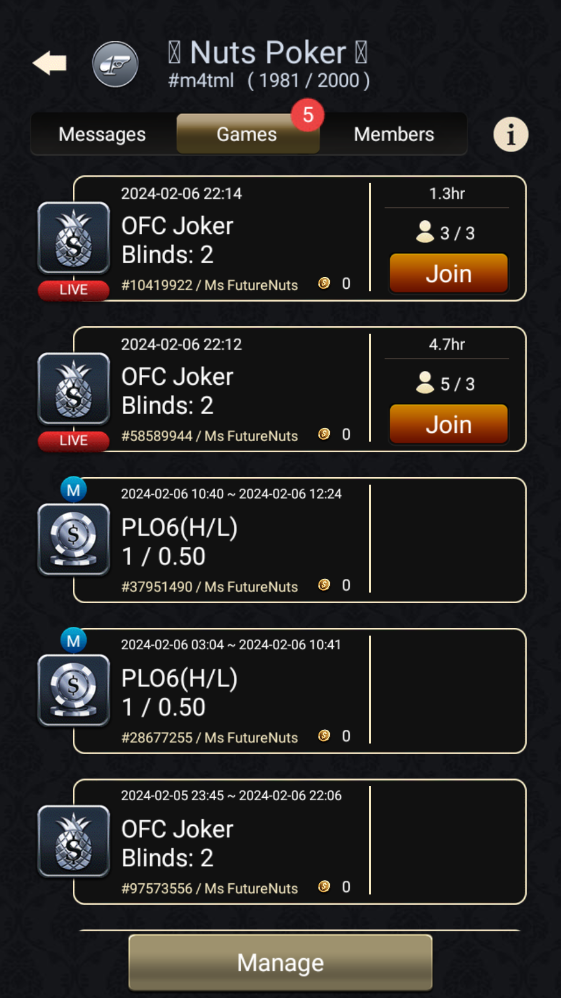 Nuts Poker
#m4tml ( 1981 / 2000 )
5
Messages Games Members i
2024-02-06 22:14 1.3hr
OFC Joker 3 / 3
Blinds: 2 Join
LIVE #10419922 / Ms FutureNuts 0
2024-02-06 22:12 4.7hr
OFC Joker 5 / 3
Blinds: 2 Join
LIVE #58589944 / Ms FutureNuts 0
M 2024-02-06 10:40 ~ 2024-02-06 12:24
PLO6(H/L)
$ 1 / 0.50
#37951490 / Ms FutureNuts 0
M 2024-02-06 03:04 ~ 2024-02-06 10:41
PLO6(H/L)
$ 1 / 0.50
#28677255 / Ms FutureNuts 0
2024-02-05 23:45 ~ 2024-02-06 22:06
OFC Joker
$ Blinds: 2
#97573556 / Ms FutureNuts 0
Manage